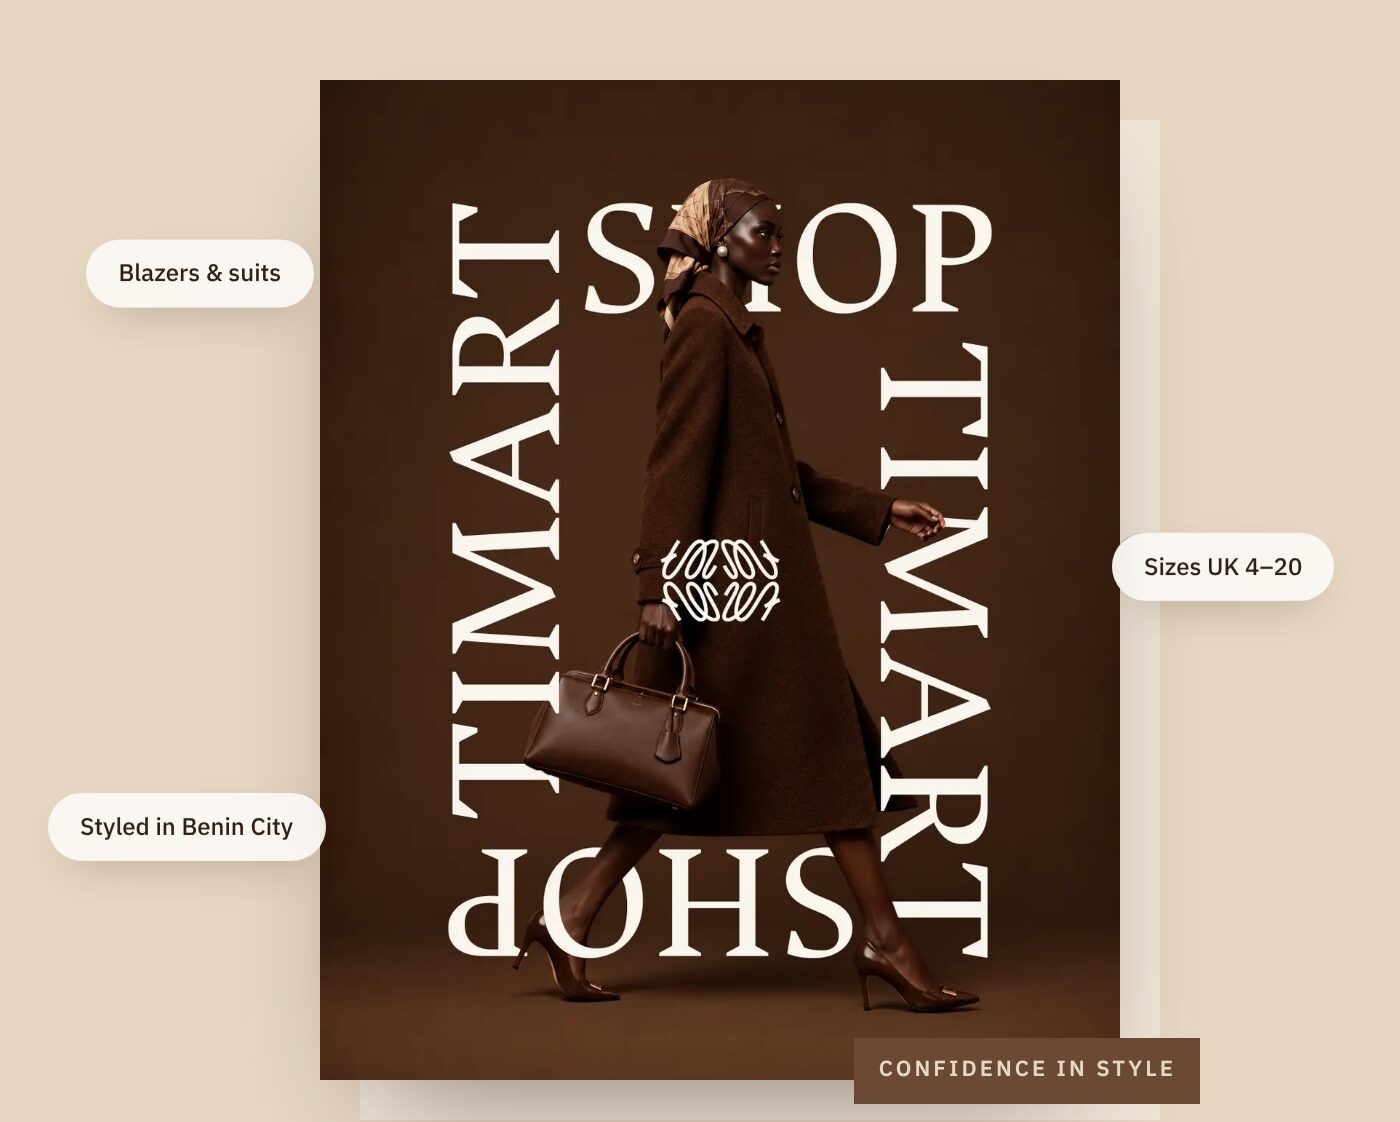 SHOP
TIMART
SHOP
TIMART
Blazers & suits
Sizes UK 4–20
Styled in Benin City
CONFIDENCE IN STYLE